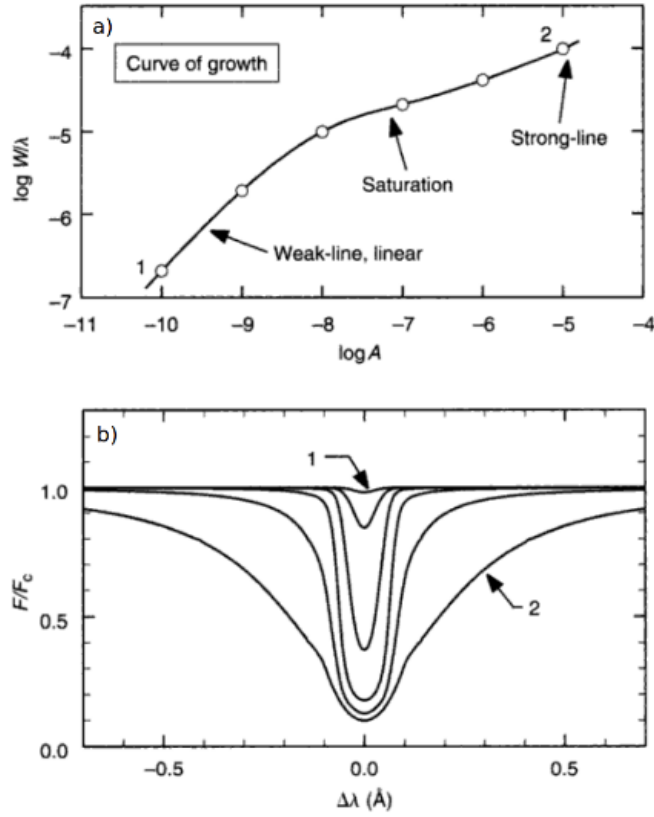 a)
Curve of growth
2
Strong-line
Saturation
Weak-line, linear
1
−4
−5
−6
−7
log W/λ
−11 −10 −9 −8 −7 −6 −5 −4
log A
b)
1
2
1.0
0.5
0.0
F/Fc
−0.5 0.0 0.5
Δλ (Å)